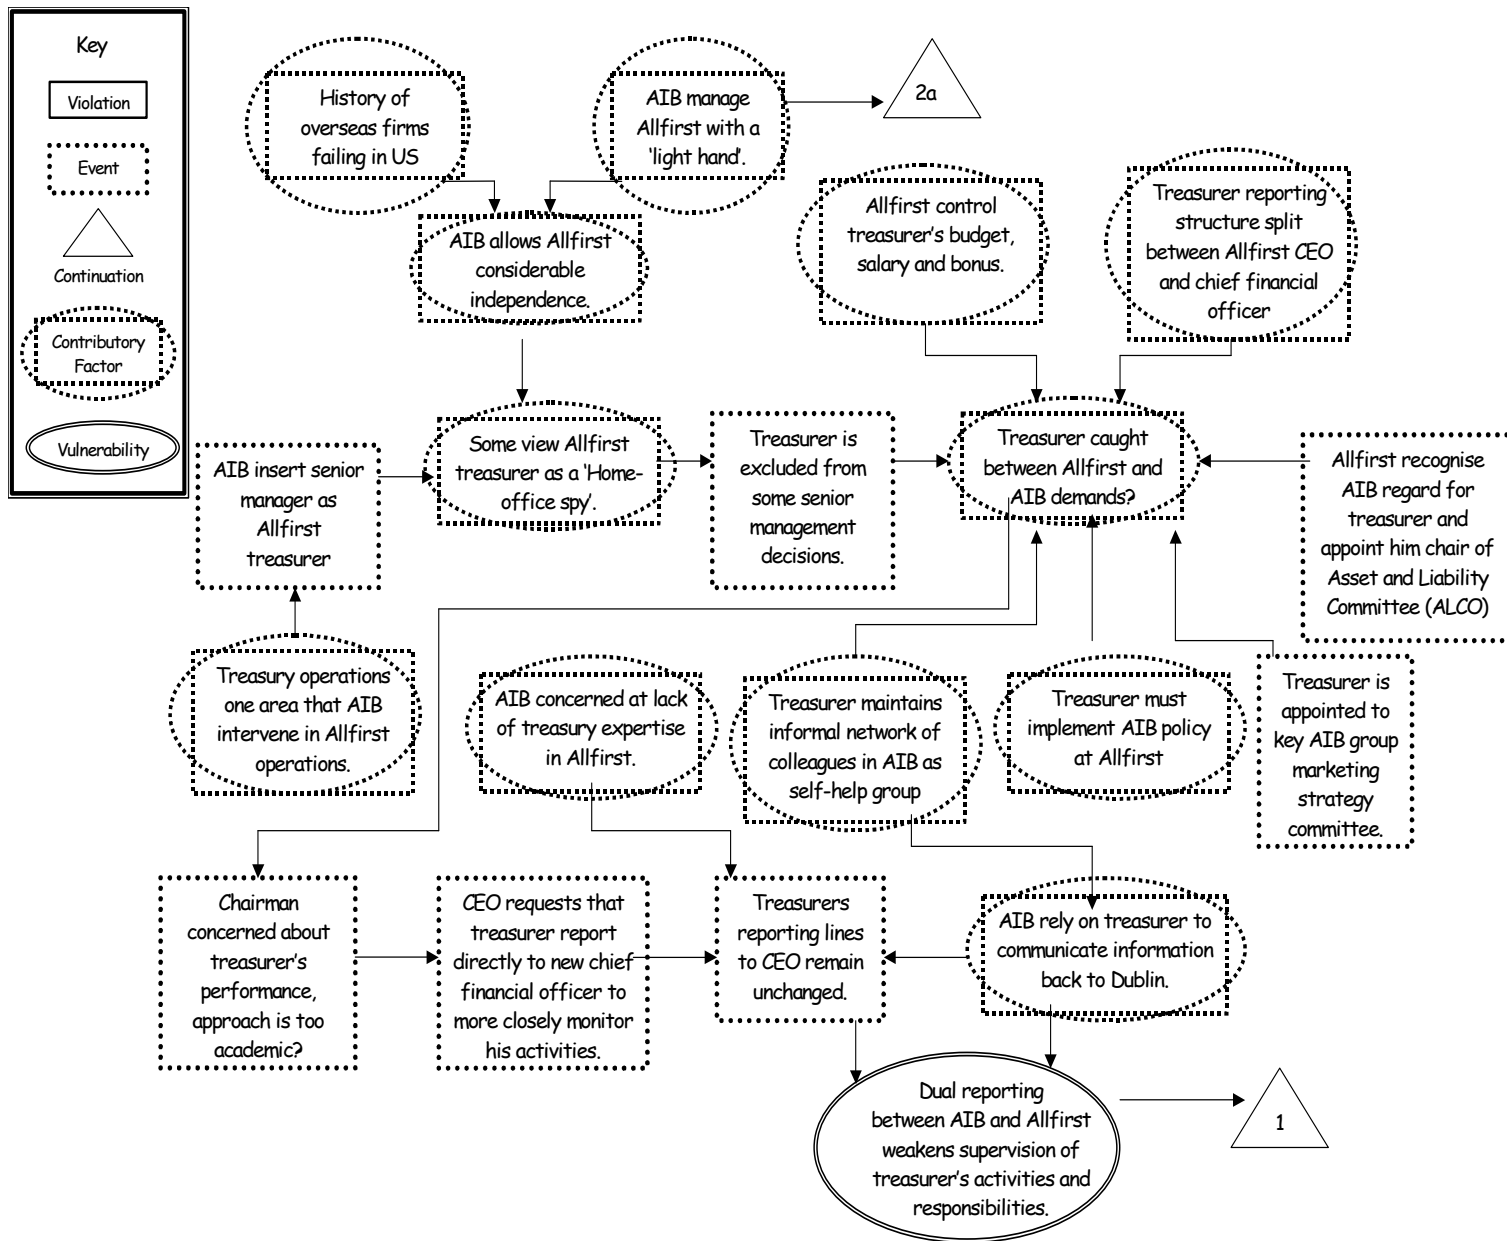 Key
Violation
Event
Continuation
Contributory
Factor
Vulnerability
History of
overseas firms
failing in US
AIB manage
Allfirst with a
‘light hand’.
2a
AIB allows Allfirst
considerable
independence.
Allfirst control
treasurer’s budget,
salary and bonus.
Treasurer reporting
structure split
between Allfirst CEO
and chief financial
officer
AIB insert senior
manager as
Allfirst
treasurer
Some view Allfirst
treasurer as a ‘Home-
office spy’.
Treasurer is
excluded from
some senior
management
decisions.
Treasurer caught
between Allfirst and
AIB demands?
Allfirst recognise
AIB regard for
treasurer and
appoint him chair of
Asset and Liability
Committee (ALCO)
Treasury operations
one area that AIB
intervene in Allfirst
operations.
AIB concerned at lack
of treasury expertise
in Allfirst.
Treasurer maintains
informal network of
colleagues in AIB as
self-help group
Treasurer must
implement AIB policy
at Allfirst
Treasurer is
appointed to
key AIB group
marketing
strategy
committee.
Chairman
concerned about
treasurer’s
performance,
approach is too
academic?
CEO requests that
treasurer report
directly to new chief
financial officer to
more closely monitor
his activities.
Treasurers
reporting lines
to CEO remain
unchanged.
AIB rely on treasurer to
communicate information
back to Dublin.
Dual reporting
between AIB and Allfirst
weakens supervision of
treasurer’s activities and
responsibilities.
1